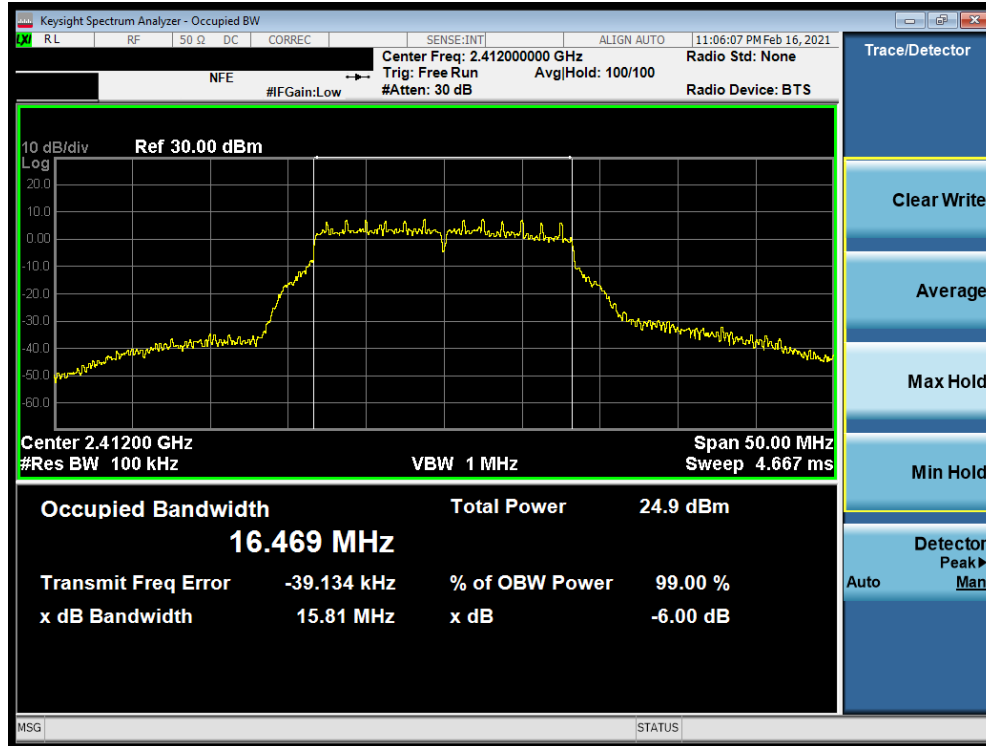 Keysight Spectrum Analyzer - Occupied BW
LXI RL RF 50 Ω DC CORREC SENSE:INT ALIGN AUTO 11:06:07 PM Feb 16, 2021
Center Freq: 2.412000000 GHz Radio Std: None
NFE Trig: Free Run Avg|Hold: 100/100
#IFGain:Low #Atten: 30 dB Radio Device: BTS
Trace/Detector
10 dB/div Ref 30.00 dBm
Log
20.0
10.0
0.00
-10.0
-20.0
-30.0
-40.0
-50.0
-60.0
Center 2.41200 GHz Span 50.00 MHz
#Res BW 100 kHz VBW 1 MHz Sweep 4.667 ms
Occupied Bandwidth Total Power 24.9 dBm
16.469 MHz
Transmit Freq Error -39.134 kHz % of OBW Power 99.00 %
x dB Bandwidth 15.81 MHz x dB -6.00 dB
Clear Write
Average
Max Hold
Min Hold
Detector
Peak▶
Auto Man
MSG STATUS